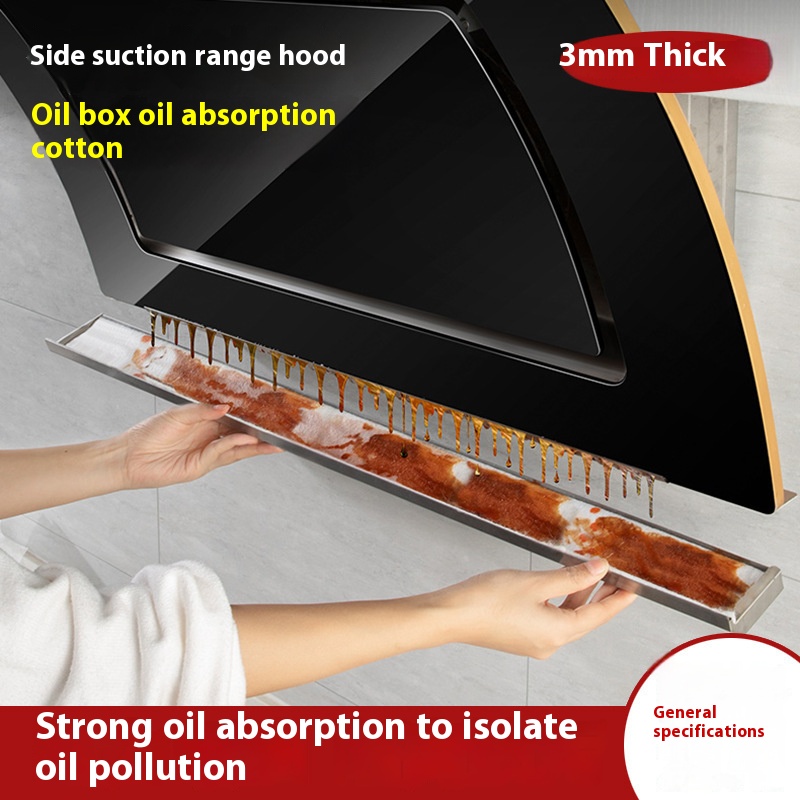 Side suction range hood
3mm Thick
Oil box oil absorption
cotton
Strong oil absorption to isolate
oil pollution
General
specifications